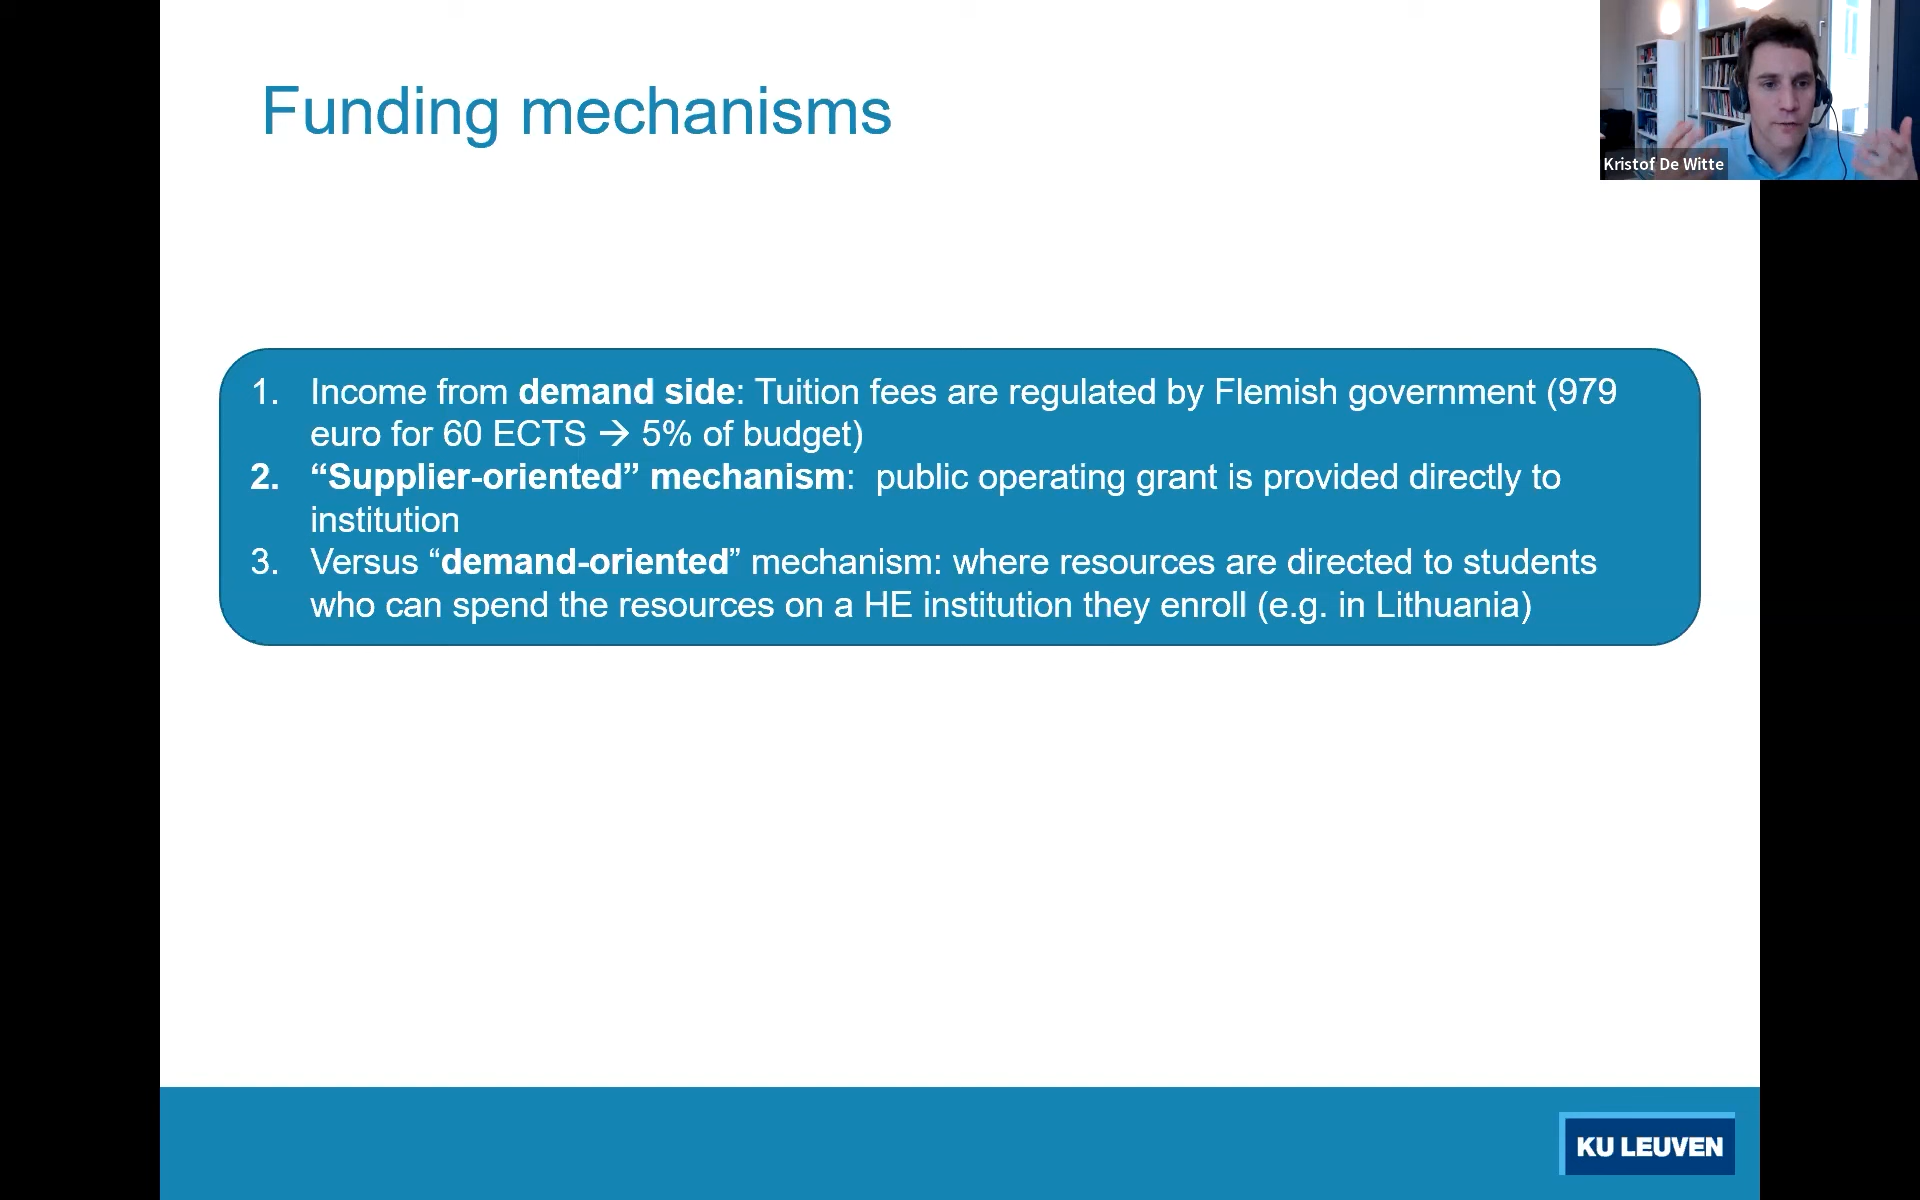 Funding mechanisms
Kristof De Witte
1. Income from demand side: Tuition fees are regulated by Flemish government (979
euro for 60 ECTS → 5% of budget)
2. “Supplier-oriented” mechanism:  public operating grant is provided directly to
institution
3. Versus “demand-oriented” mechanism: where resources are directed to students
who can spend the resources on a HE institution they enroll (e.g. in Lithuania)
KU LEUVEN